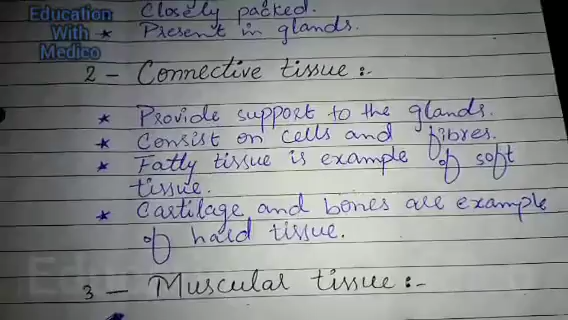 Education With Medico
Closely packed.
* Present in glands.
2 - Connective tissue :-
* Provide support to the glands.
* Consist on cells and fibres.
* Fatly tissue is example of soft
tissue.
* Cartilage and bones are example
of hard tissue.
3 - Muscular tissue :-